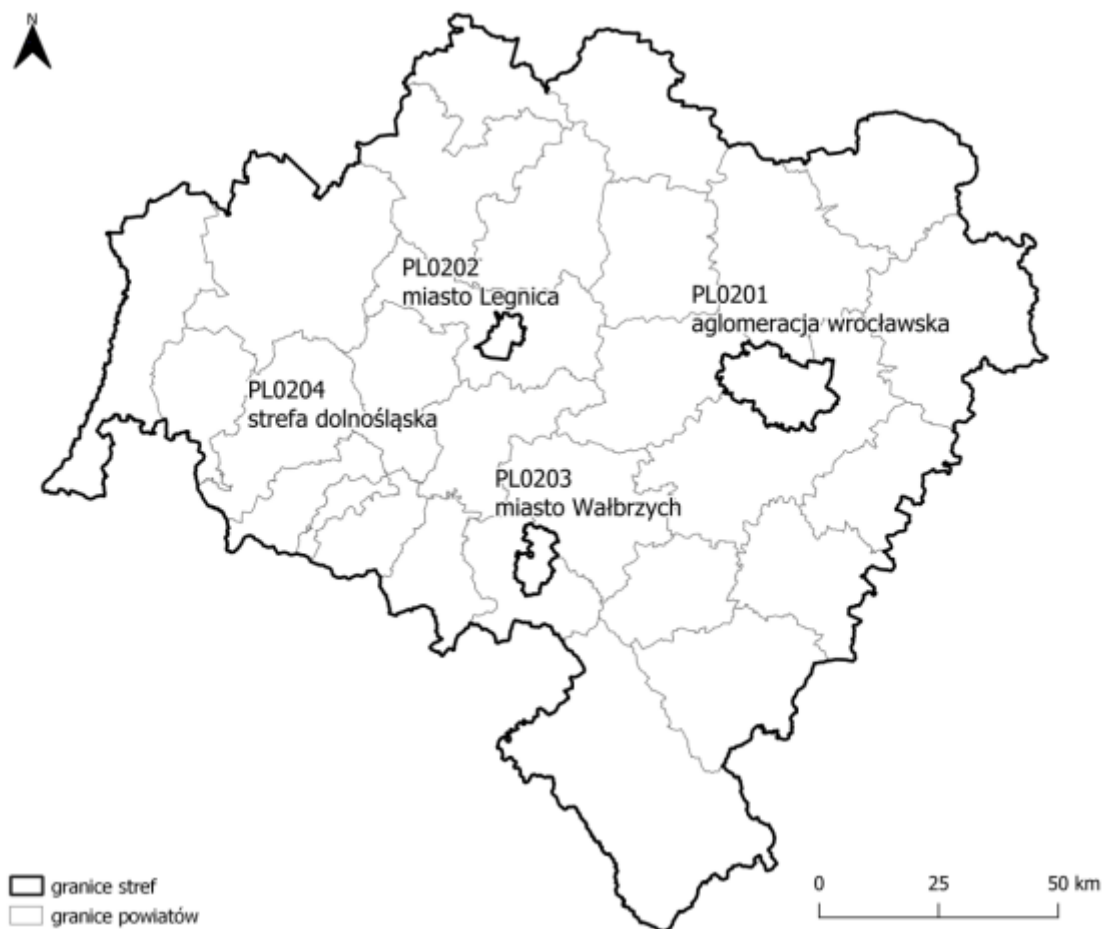 N
PL0202
miasto Legnica
PL0201
aglomeracja wrocławska
PL0204
strefa dolnośląska
PL0203
miasto Wałbrzych
granice stref
granice powiatów
0 25 50 km